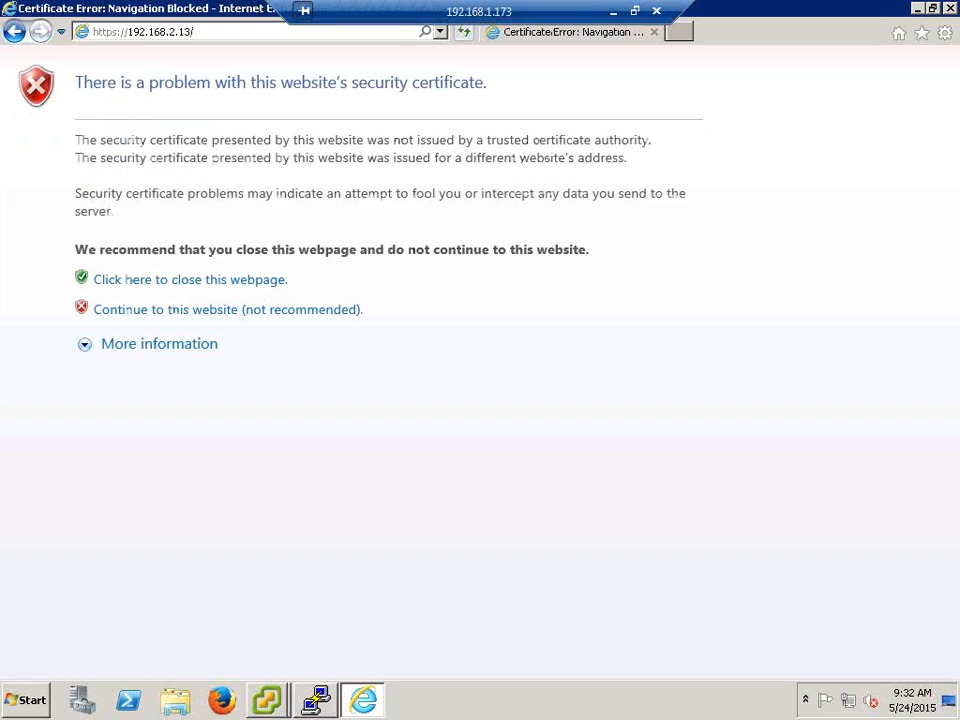 Certificate Error: Navigation Blocked - Internet E.
192.168.1.173
https://192.168.2.13/
Certificate Error: Navigation ...
There is a problem with this website's security certificate.
The security certificate presented by this website was not issued by a trusted certificate authority.
The security certificate presented by this website was issued for a different website's address.
Security certificate problems may indicate an attempt to fool you or intercept any data you send to the
server.
We recommend that you close this webpage and do not continue to this website.
Click here to close this webpage.
Continue to this website (not recommended).
More information
Start
9:32 AM
5/24/2015